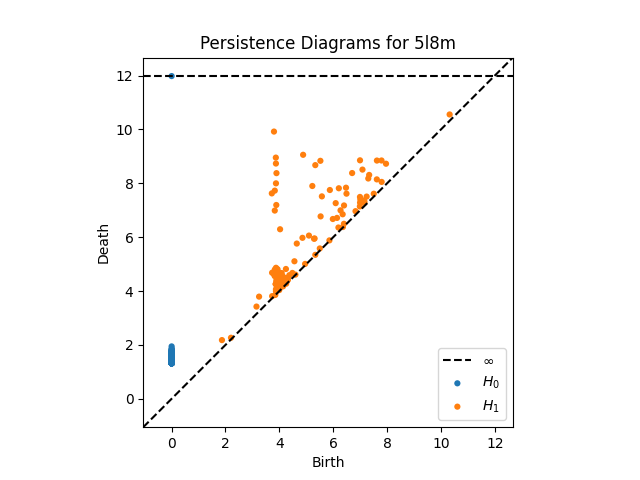 Persistence Diagrams for 5l8m
12
10
8
6
4
2
0
Death
0 2 4 6 8 10 12
Birth
∞
H₀
H₁